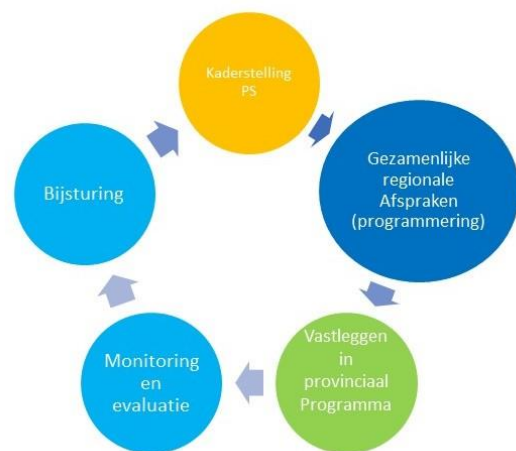 Kaderstelling
PS
Gezamenlijke
regionale
Afspraken
(programmering)
Vastleggen
in
provinciaal
Programma
Monitoring
en
evaluatie
Bijsturing